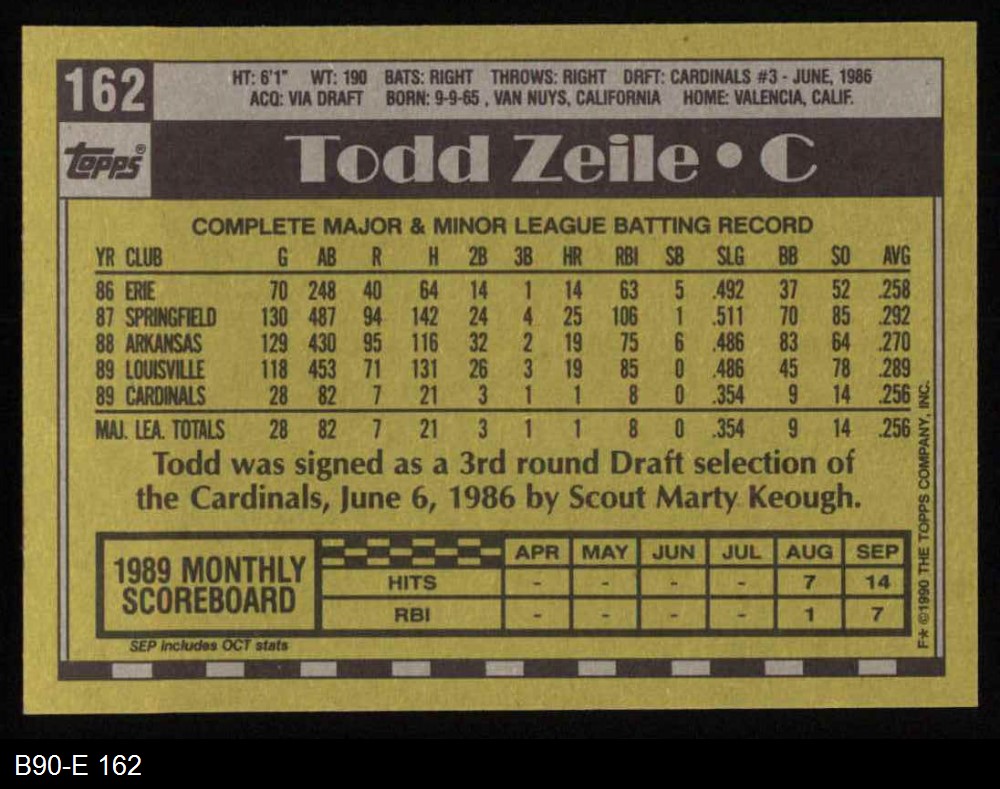 162
HT: 6'1" WT: 190 BATS: RIGHT THROWS: RIGHT DRFT: CARDINALS #3 - JUNE, 1986
ACQ: VIA DRAFT BORN: 9-9-65 , VAN NUYS, CALIFORNIA HOME: VALENCIA, CALIF.
TOPPS®
Todd Zeile • C
COMPLETE MAJOR & MINOR LEAGUE BATTING RECORD
YR CLUB G AB R H 2B 3B HR RBI SB SLG BB SO AVG
86 ERIE 70 248 40 64 14 1 14 63 5 .492 37 52 .258
87 SPRINGFIELD 130 487 94 142 24 4 25 106 1 .511 70 85 .292
88 ARKANSAS 129 430 95 116 32 2 19 75 6 .486 83 64 .270
89 LOUISVILLE 118 453 71 131 26 3 19 85 0 .486 45 78 .289
89 CARDINALS 28 82 7 21 3 1 1 8 0 .354 9 14 .256
MAJ. LEA. TOTALS 28 82 7 21 3 1 1 8 0 .354 9 14 .256
Todd was signed as a 3rd round Draft selection of
the Cardinals, June 6, 1986 by Scout Marty Keough.
1989 MONTHLY
SCOREBOARD
APR MAY JUN JUL AUG SEP
HITS - - - - 7 14
RBI - - - - 1 7
SEP includes OCT stats
F* ©1990 THE TOPPS COMPANY, INC.
B90-E 162